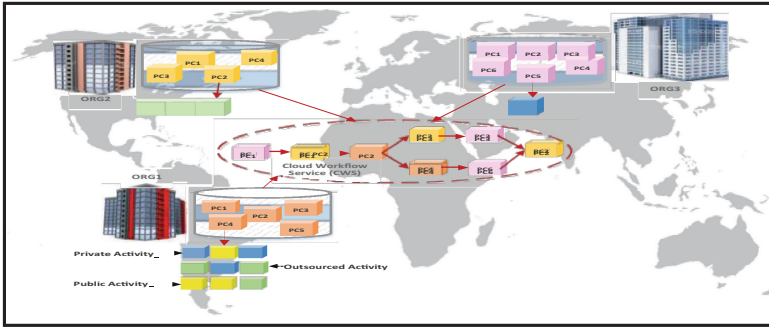 PC1
PC4
PC3
PC2
ORG2
PC1
PC2
PC3
PC6
PC5
PC4
ORG3
PC2
PC2
Cloud Workflow
Service (CWS)
ORG1
PC1
PC3
PC2
PC4
PC5
Private Activity
Outsourced Activity
Public Activity